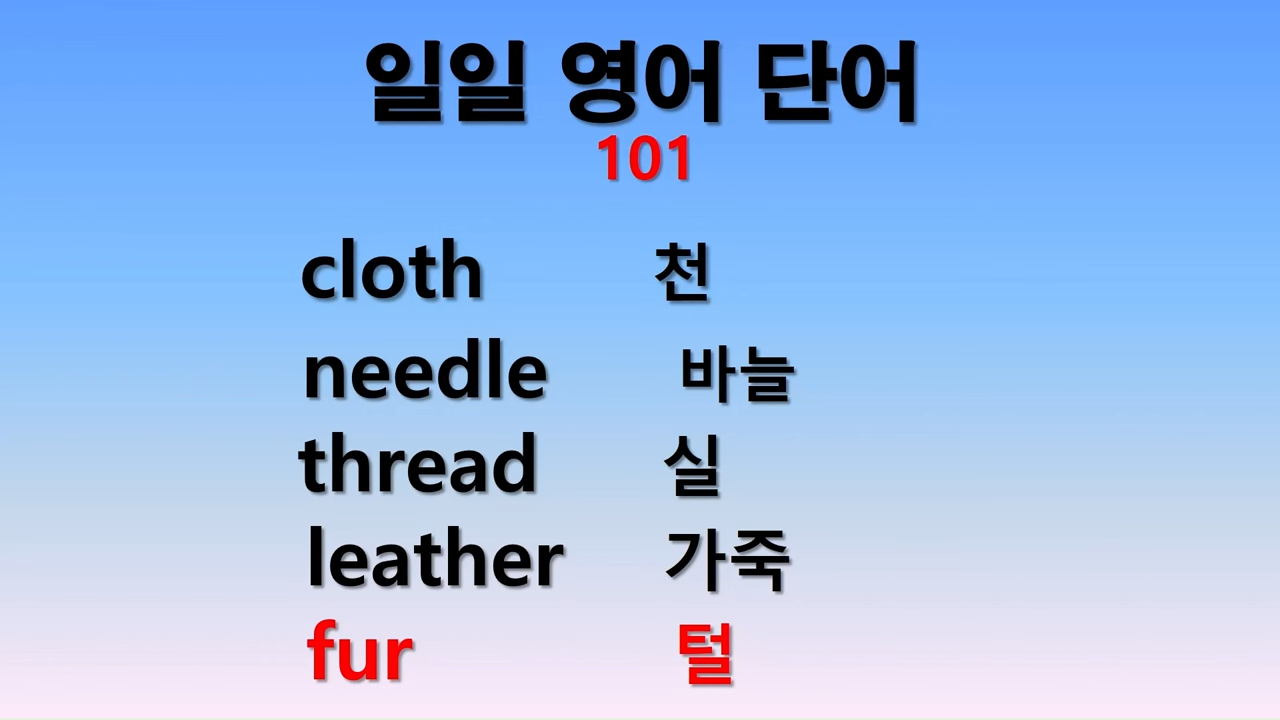 일일 영어 단어
101
cloth 천
needle 바늘
thread 실
leather 가죽
fur 털